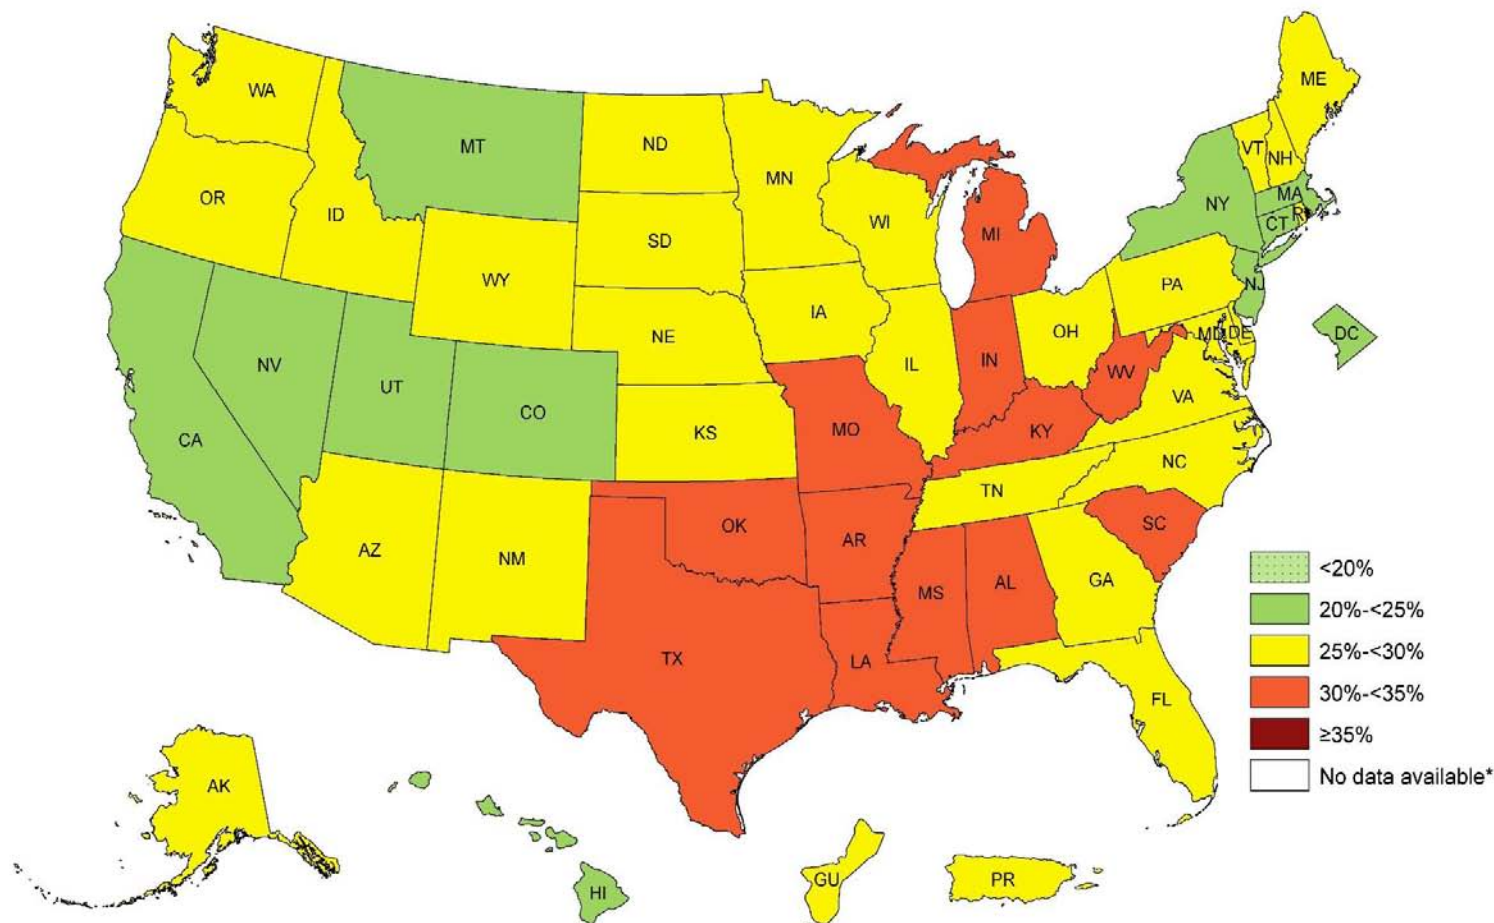 WA
MT
ND
MN
ME
VT
NH
OR
ID
SD
WI
MI
NY
MA
CT
RI
WY
IA
PA
NJ
NE
IL
IN
OH
MD
DE
DC
NV
UT
CO
KS
MO
KY
WV
VA
CA
TN
NC
AZ
NM
OK
AR
MS
AL
GA
SC
TX
LA
FL
<20%
20%-<25%
25%-<30%
30%-<35%
≥35%
No data available*
AK
HI
GU
PR